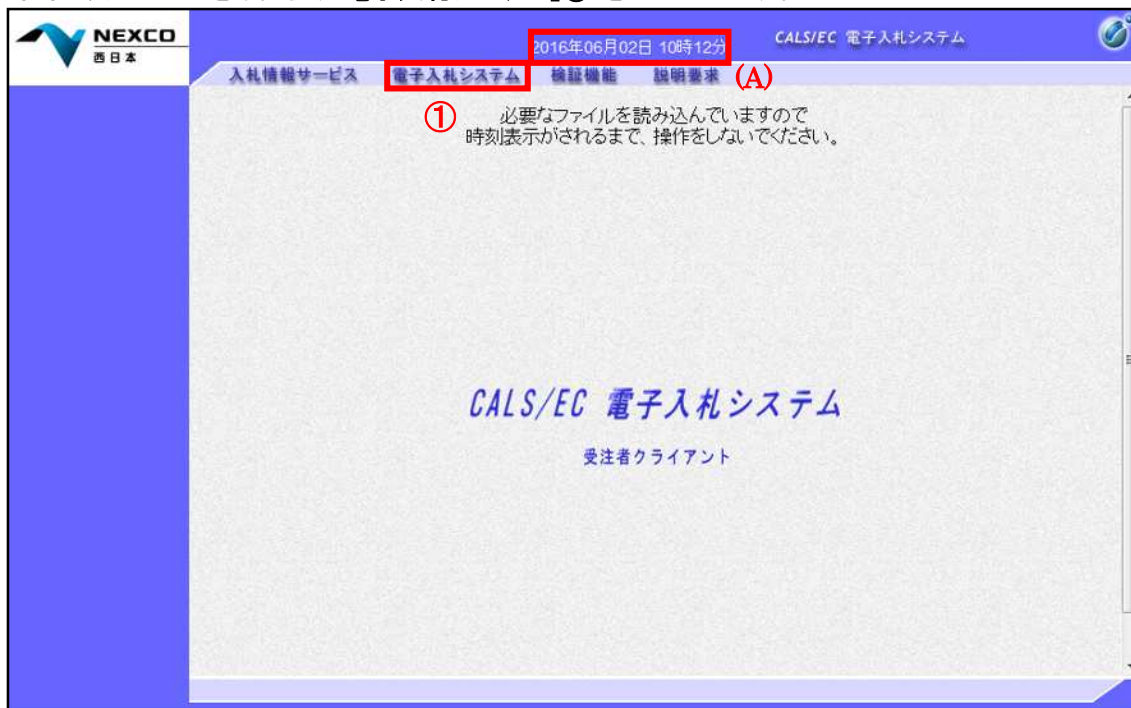 NEXCO
西日本
2016年06月02日 10時12分
CALS/EC 電子入札システム
入札情報サービス 電子入札システム 検証機能 説明要求 (A)
① 必要なファイルを読み込んでいますので
時刻表示がされるまで、操作をしないでください。
CALS/EC 電子入札システム
受注者クライアント